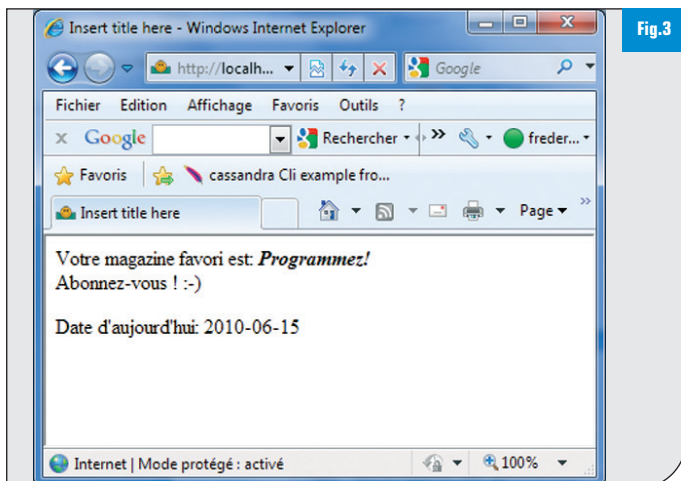 Insert title here - Windows Internet Explorer
Fig.3
http://localh...
Google
Fichier Edition Affichage Favoris Outils ?
x Google Rechercher freder...
Favoris cassandra Cli example fro...
Insert title here Page
Votre magazine favori est: Programmez!
Abonnez-vous ! :-)
Date d'aujourd'hui: 2010-06-15
Internet | Mode protégé : activé 100%